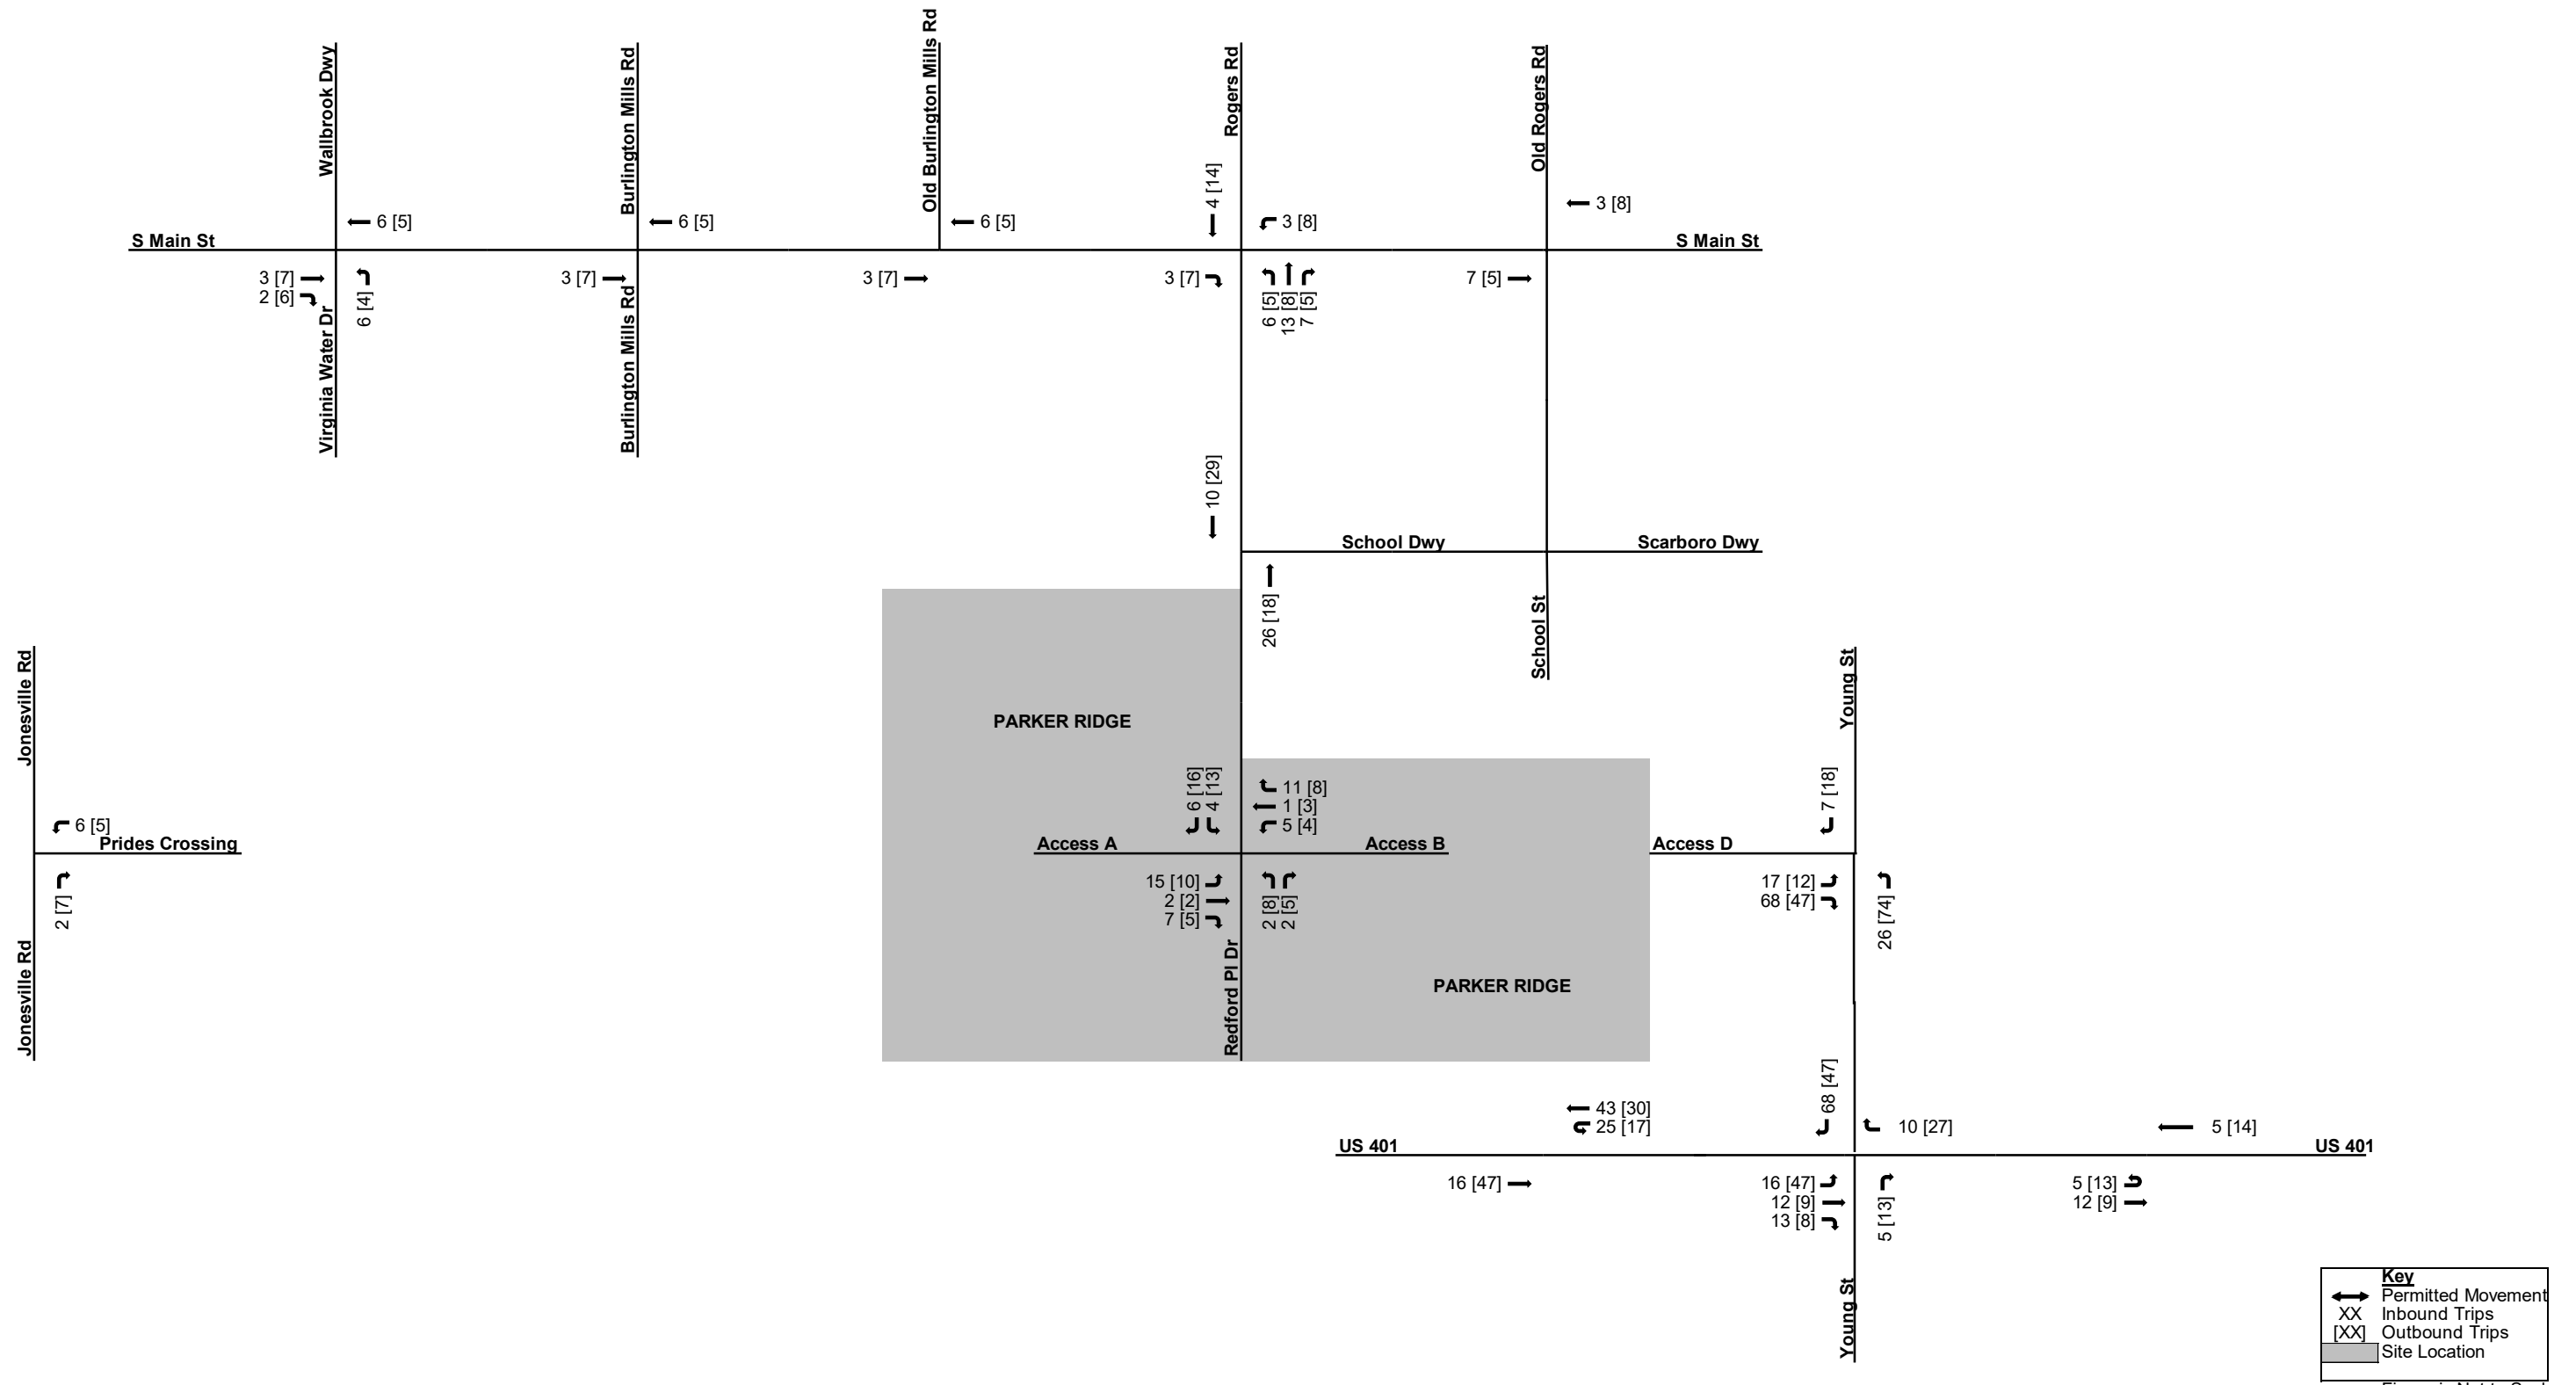 Wallbrook Dwy
Burlington Mills Rd
Old Burlington Mills Rd
Rogers Rd
Old Rogers Rd
4 [14]
3 [8]
6 [5]
6 [5]
6 [5]
3 [8]
S Main St
S Main St
3 [7]
2 [6]
6 [4]
3 [7]
3 [7]
3 [7]
6 [5]
13 [8]
7 [5]
7 [5]
Virginia Water Dr
Burlington Mills Rd
10 [29]
School Dwy
Scarboro Dwy
26 [18]
School St
Jonesville Rd
Young St
PARKER RIDGE
6 [16]
4 [13]
11 [8]
1 [3]
5 [4]
7 [18]
6 [5]
Prides Crossing
Access A
Access B
Access D
2 [7]
15 [10]
2 [2]
7 [5]
2 [8]
2 [5]
17 [12]
68 [47]
26 [74]
Jonesville Rd
Redford Pl Dr
PARKER RIDGE
68 [47]
43 [30]
25 [17]
10 [27]
5 [14]
US 401
US 401
16 [47]
16 [47]
12 [9]
13 [8]
5 [13]
5 [13]
12 [9]
Young St
Key
Permitted Movement
XX Inbound Trips
[XX] Outbound Trips
Site Location